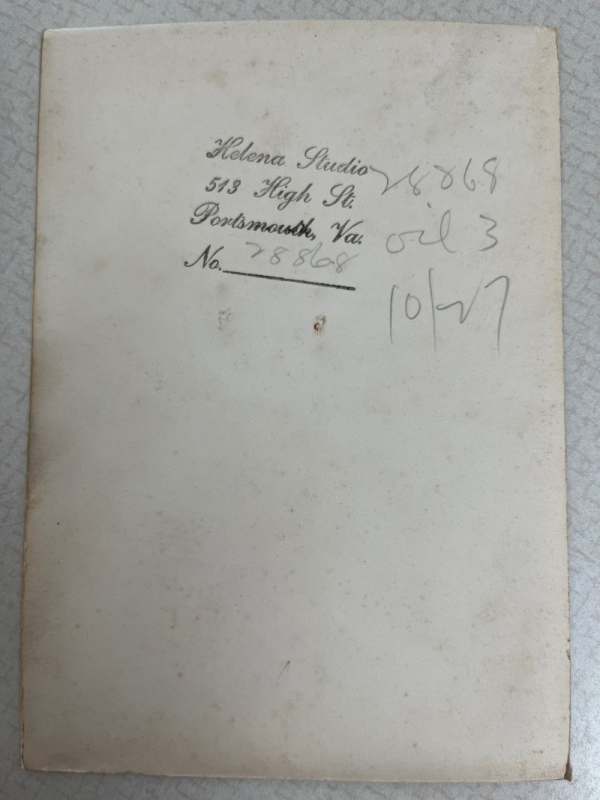 Helena Studio
513 High St.
Portsmouth, Va.
No. 28868
28868
oil 3
10/27